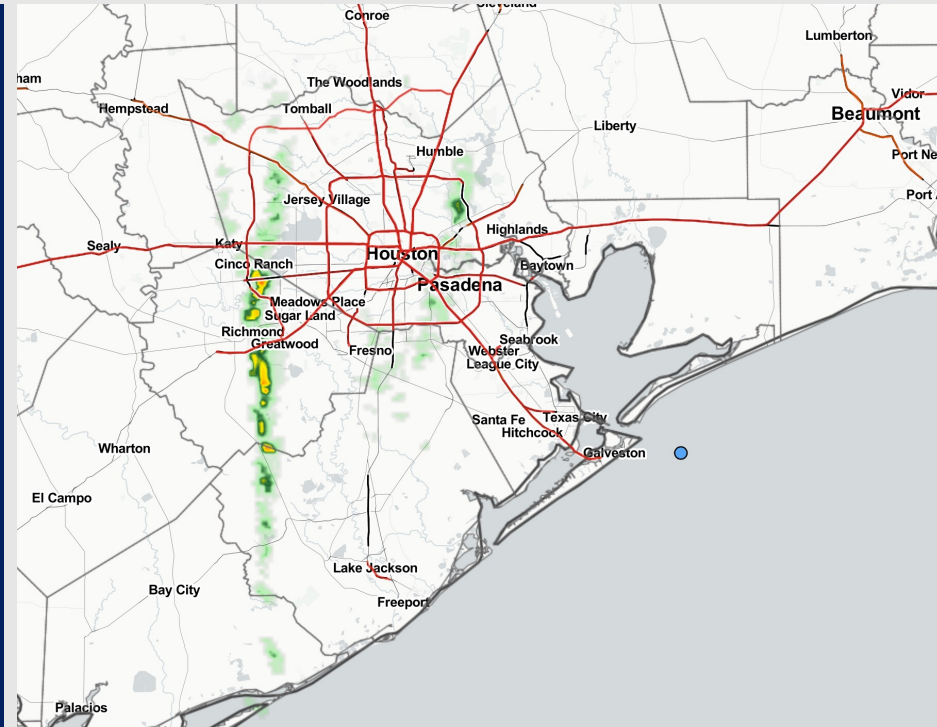 Conroe
Cleveland
Lumberton
The Woodlands
Vidor
Hempstead
Tomball
Beaumont
Liberty
Humble
Jersey Village
Highlands
Sealy
Katy
Houston
Cinco Ranch
Baytown
Pasadena
Meadows Place
Sugar Land
Richmond
Greatwood
Fresno
Seabrook
Webster
League City
Santa Fe
Texas City
Hitchcock
Galveston
Wharton
El Campo
Lake Jackson
Bay City
Freeport
Palacios
ham
Port Ne
Port